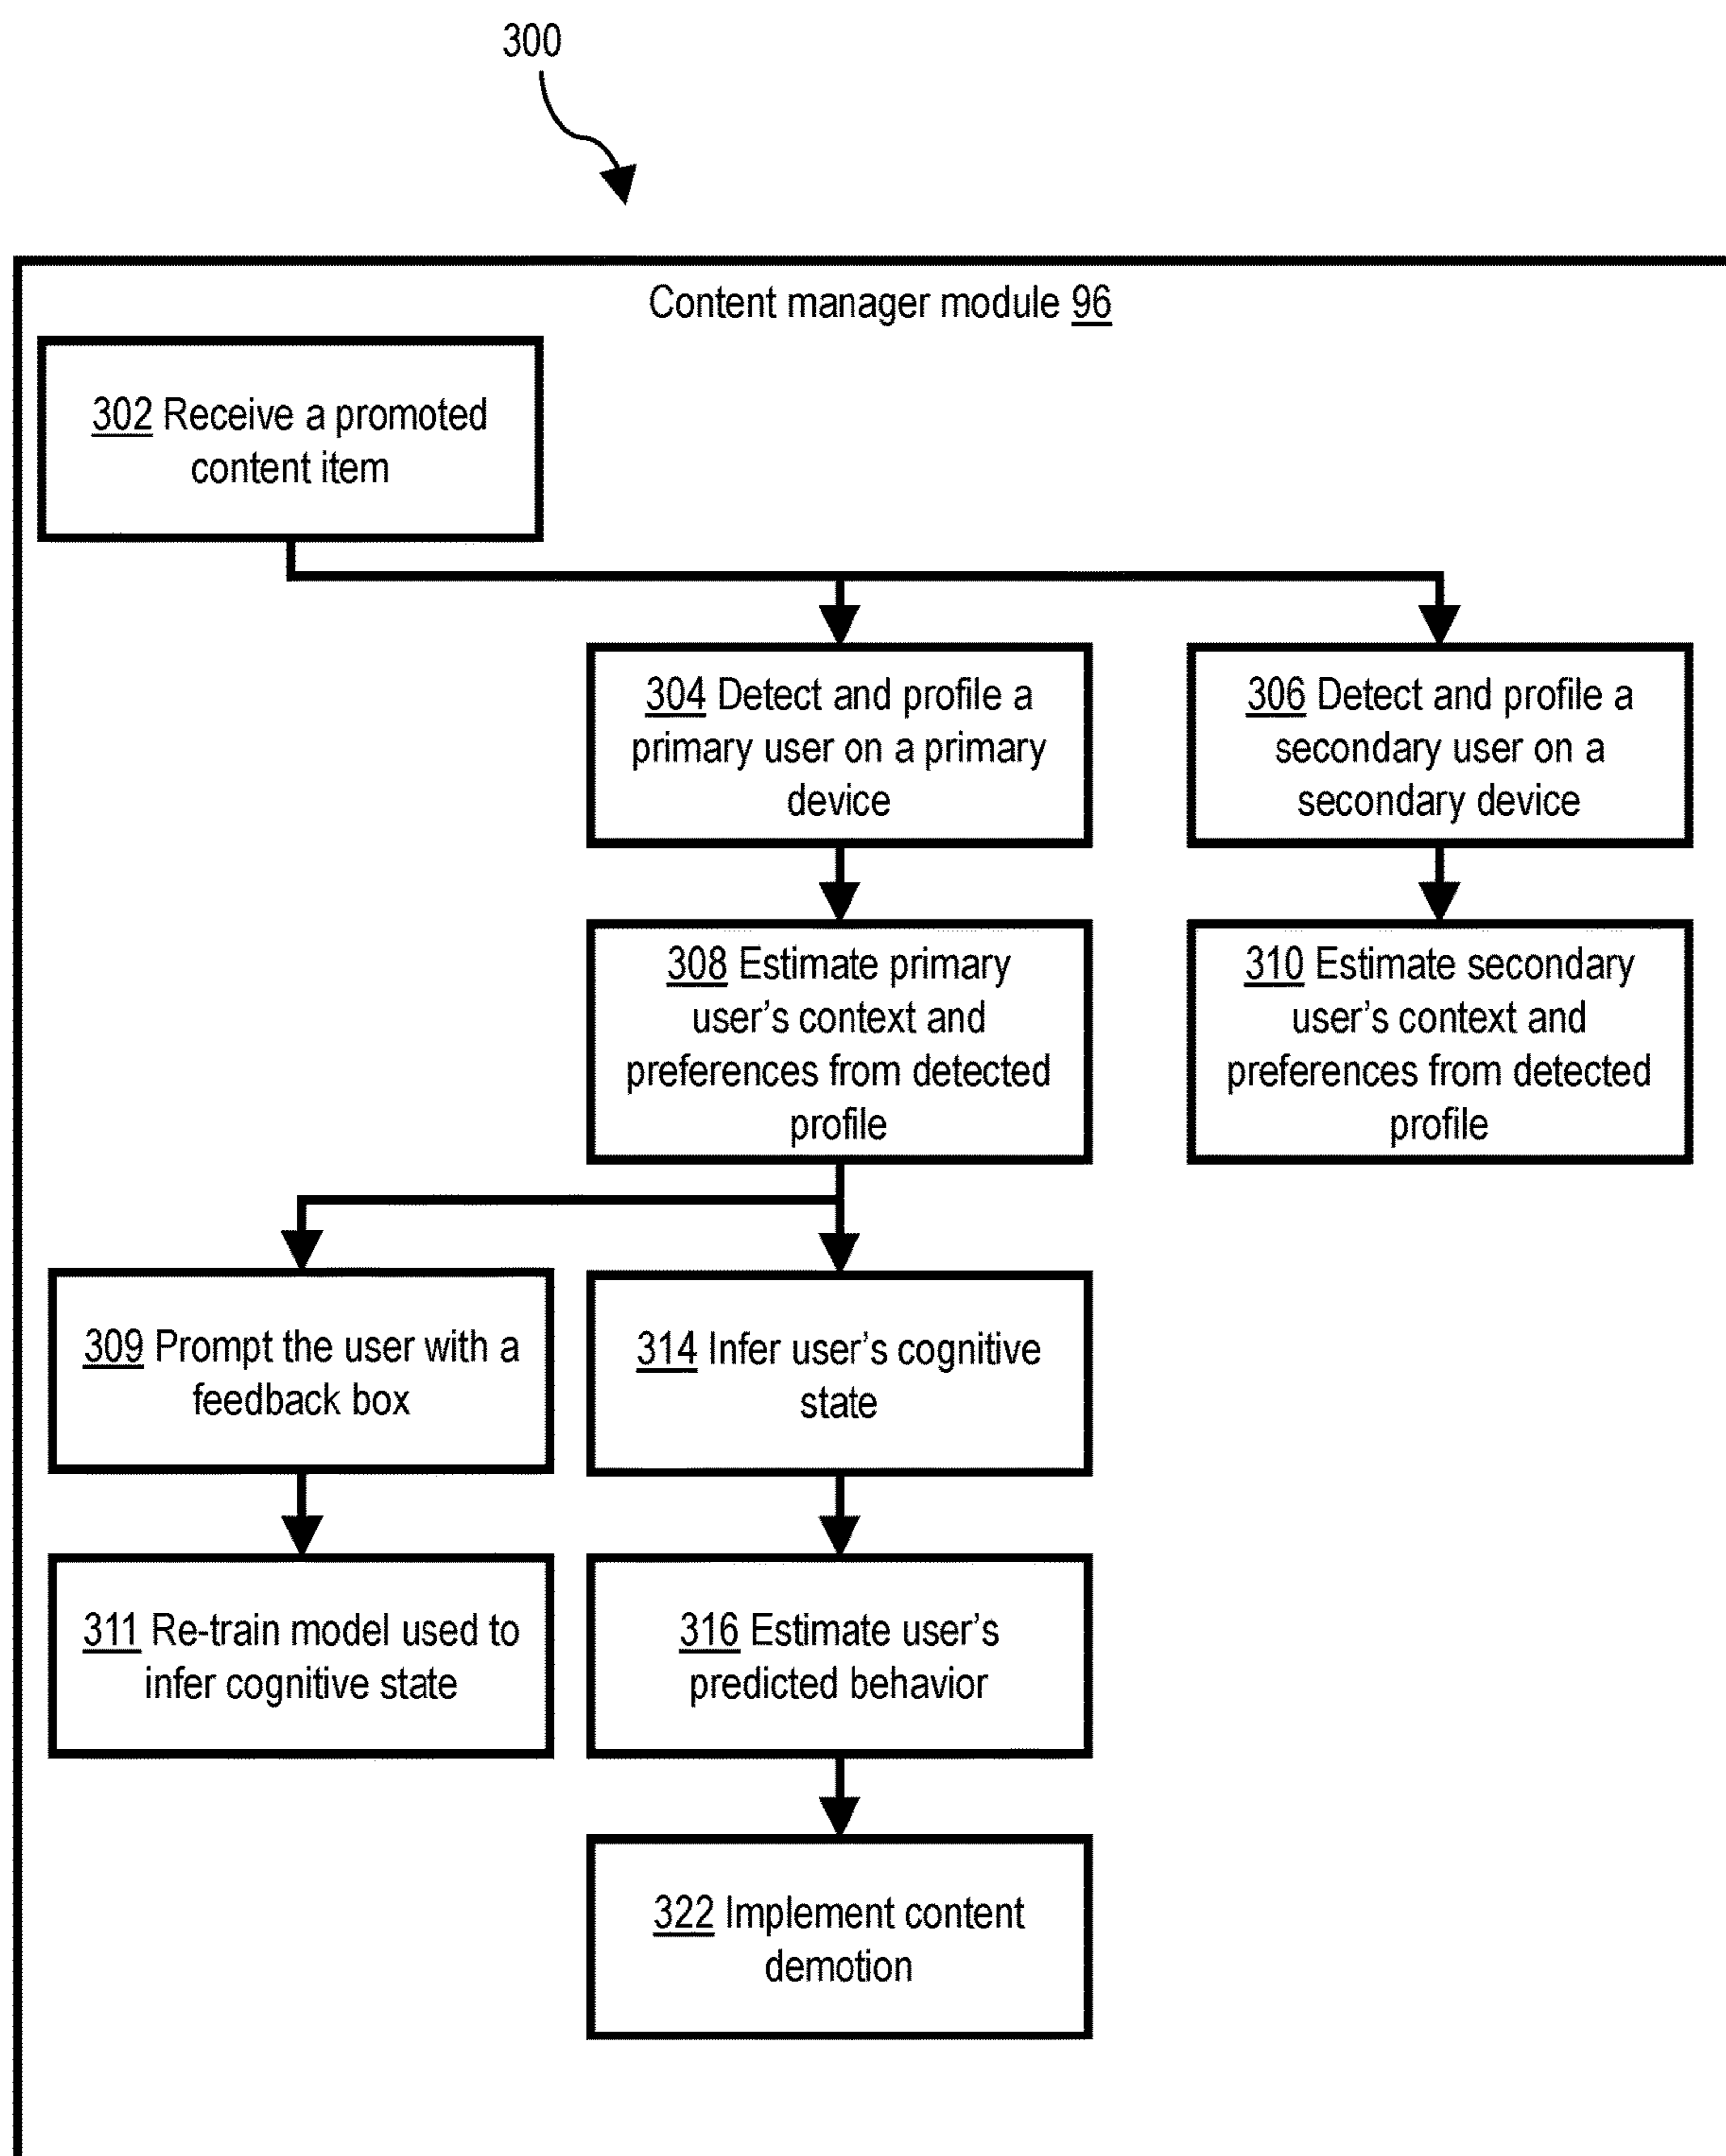 300
Content manager module 96
302 Receive a promoted
content item
304 Detect and profile a
primary user on a primary
device
306 Detect and profile a
secondary user on a
secondary device
308 Estimate primary
user's context and
preferences from detected
profile
310 Estimate secondary
user's context and
preferences from detected
profile
309 Prompt the user with a
feedback box
314 Infer user's cognitive
state
311 Re-train model used to
infer cognitive state
316 Estimate user's
predicted behavior
322 Implement content
demotion